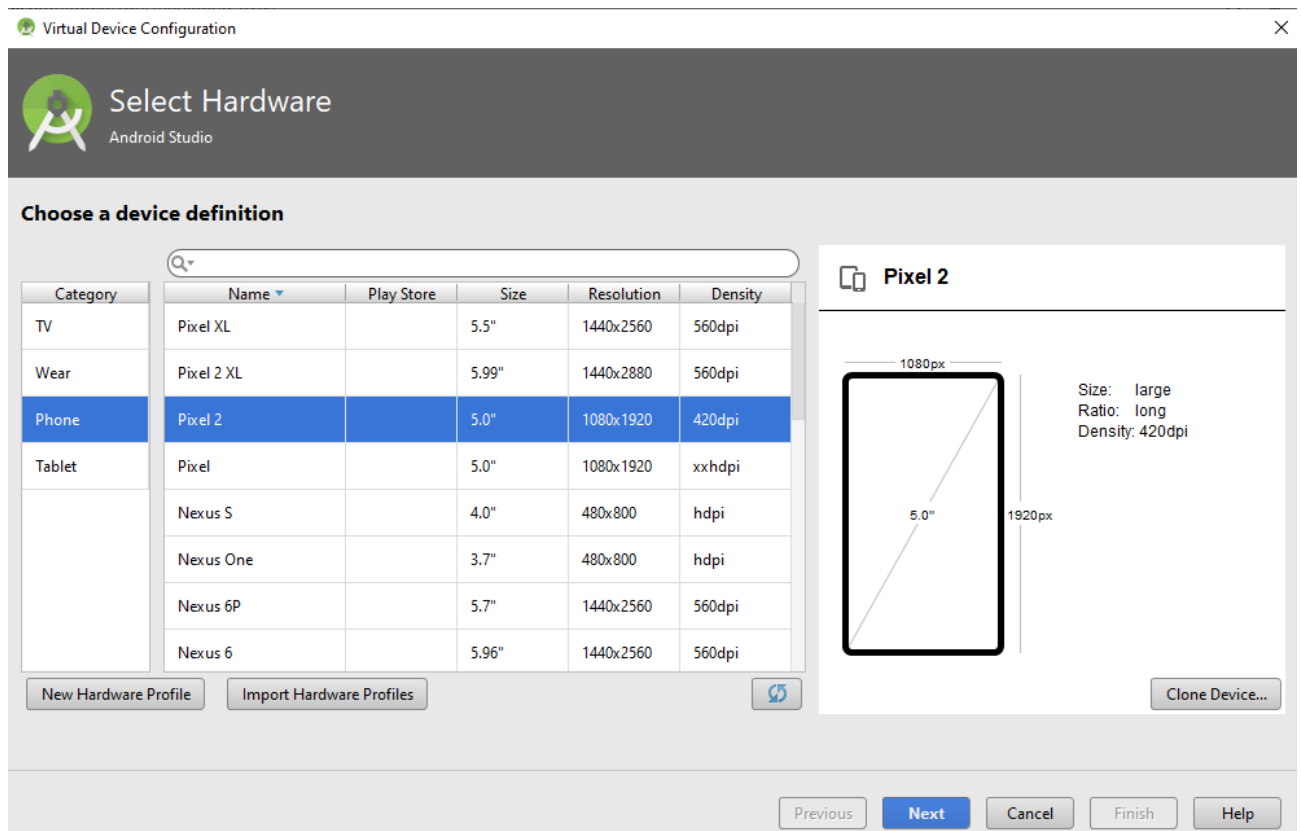 Virtual Device Configuration
Select Hardware
Android Studio
Choose a device definition
Category
TV
Wear
Phone
Tablet
Name Play Store Size Resolution Density
Pixel XL 5.5" 1440x2560 560dpi
Pixel 2 XL 5.99" 1440x2880 560dpi
Pixel 2 5.0" 1080x1920 420dpi
Pixel 5.0" 1080x1920 xxhdpi
Nexus S 4.0" 480x800 hdpi
Nexus One 3.7" 480x800 hdpi
Nexus 6P 5.7" 1440x2560 560dpi
Nexus 6 5.96" 1440x2560 560dpi
New Hardware Profile Import Hardware Profiles
Pixel 2
1080px
5.0"
1920px
Size: large
Ratio: long
Density: 420dpi
Clone Device...
Previous Next Cancel Finish Help